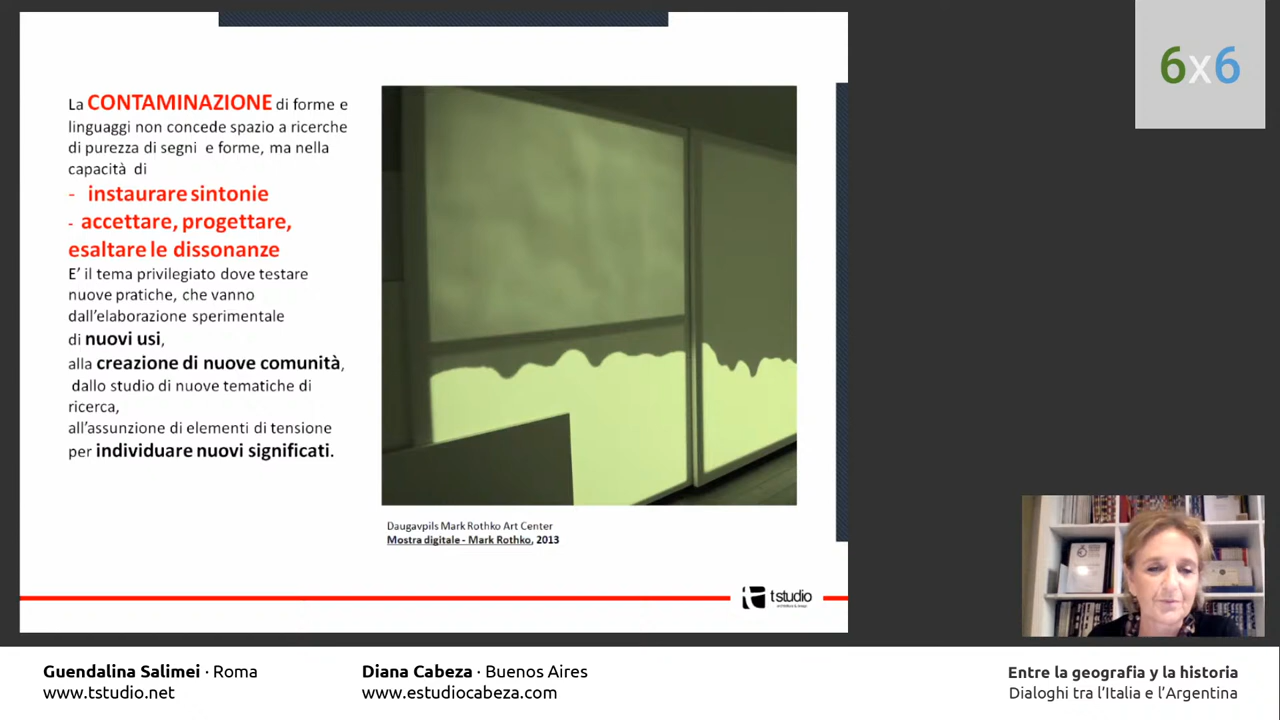 La CONTAMINAZIONE di forme e
linguaggi non concede spazio a ricerche
di purezza di segni e forme, ma nella
capacità di
- instaurare sintonie
- accettare, progettare,
esaltare le dissonanze
E’ il tema privilegiato dove testare
nuove pratiche, che vanno
dall’elaborazione sperimentale
di nuovi usi,
alla creazione di nuove comunità,
dallo studio di nuove tematiche di
ricerca,
all’assunzione di elementi di tensione
per individuare nuovi significati.
Daugavpils Mark Rothko Art Center
Mostra digitale - Mark Rothko, 2013
t studio
6x6
Guendalina Salimei · Roma
www.tstudio.net
Diana Cabeza · Buenos Aires
www.estudiocabeza.com
Entre la geografia y la historia
Dialoghi tra l’Italia e l’Argentina